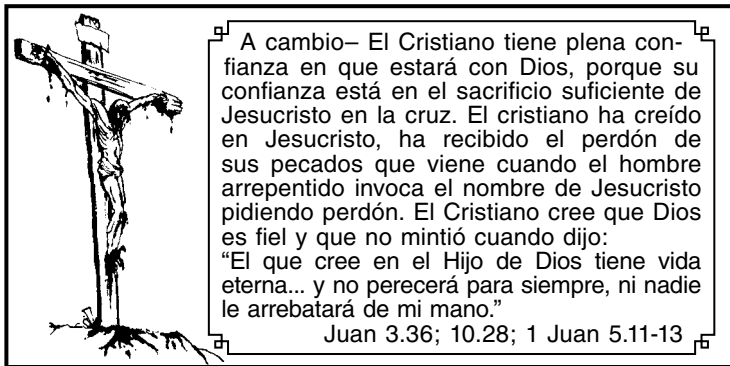 A cambio– El Cristiano tiene plena con-
fianza en que estará con Dios, porque su
confianza está en el sacrificio suficiente de
Jesucristo en la cruz. El cristiano ha creído
en Jesucristo, ha recibido el perdón de
sus pecados que viene cuando el hombre
arrepentido invoca el nombre de Jesucristo
pidiendo perdón. El Cristiano cree que Dios
es fiel y que no mintió cuando dijo:
“El que cree en el Hijo de Dios tiene vida
eterna... y no perecerá para siempre, ni nadie
le arrebatará de mi mano.”
Juan 3.36; 10.28; 1 Juan 5.11-13